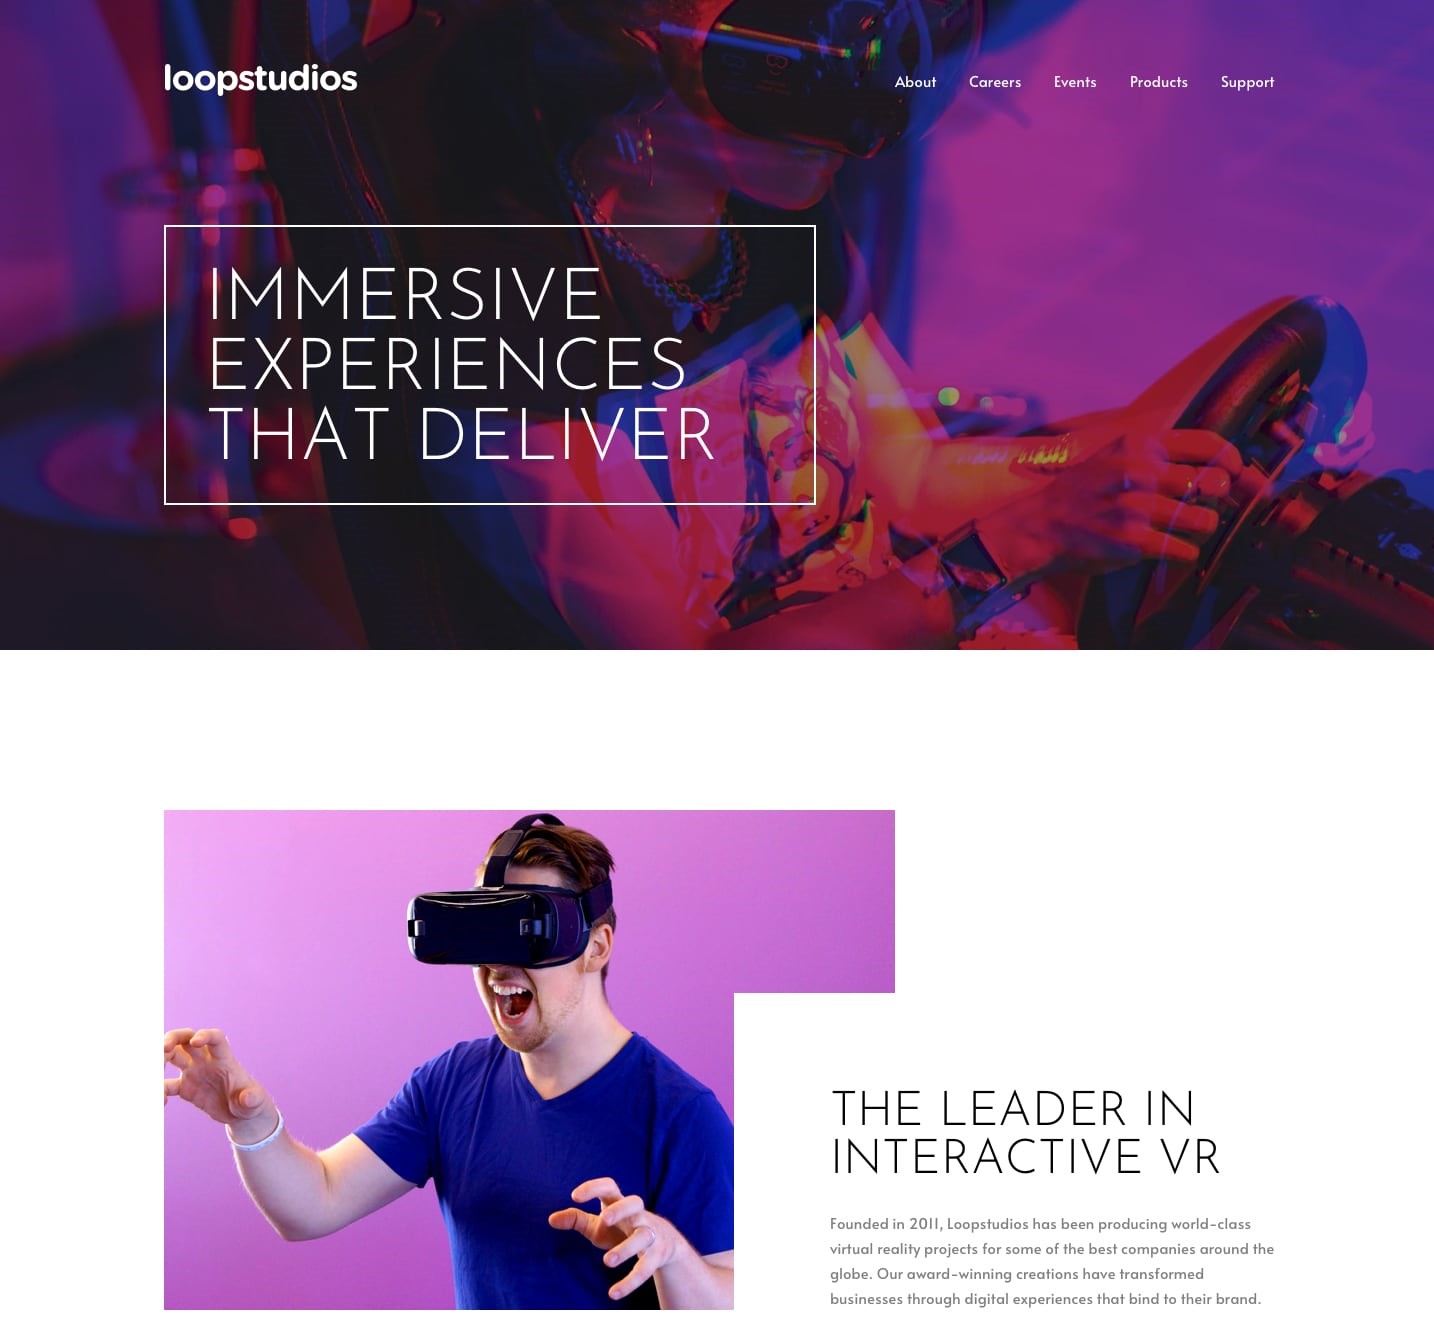 loopstudios
About Careers Events Products Support
IMMERSIVE
EXPERIENCES
THAT DELIVER
THE LEADER IN
INTERACTIVE VR
Founded in 2011, Loopstudios has been producing world-class
virtual reality projects for some of the best companies around the
globe. Our award-winning creations have transformed
businesses through digital experiences that bind to their brand.